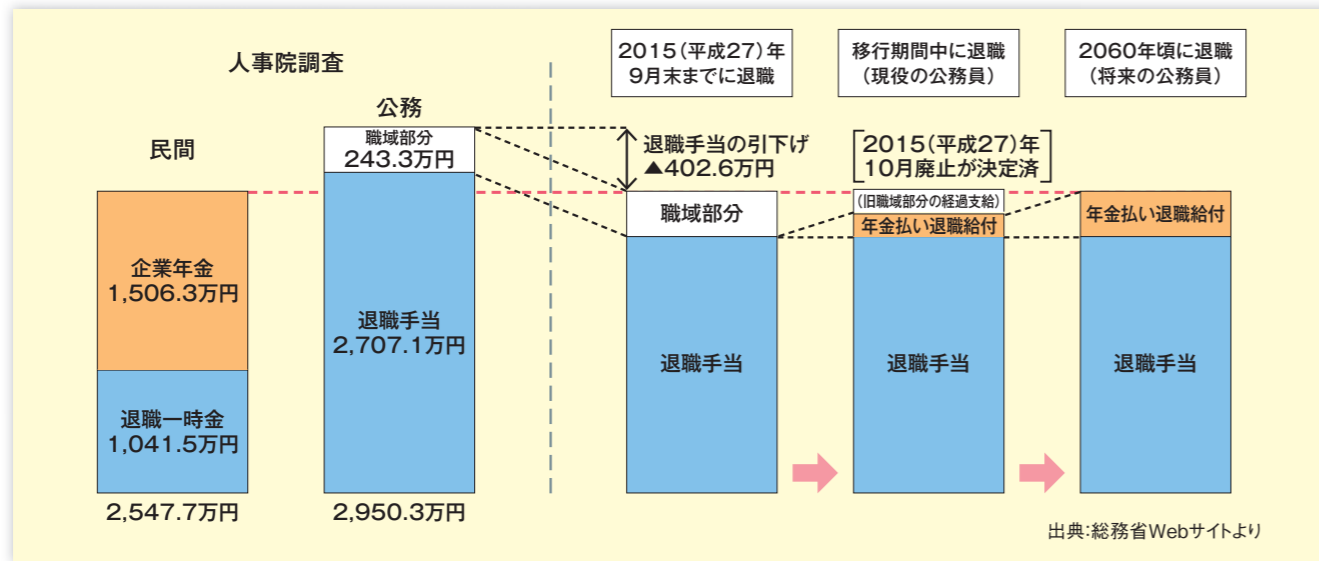 人事院調査
民間
企業年金
1,506.3万円
退職一時金
1,041.5万円
2,547.7万円
公務
職域部分
243.3万円
退職手当
2,707.1万円
2,950.3万円
2015(平成27)年
9月末までに退職
退職手当の引下げ
▲402.6万円
職域部分
退職手当
移行期間中に退職
(現役の公務員)
[2015(平成27)年
10月廃止が決定済]
(旧職域部分の経過支給)
年金払い退職給付
退職手当
2060年頃に退職
(将来の公務員)
年金払い退職給付
退職手当
出典:総務省Webサイトより